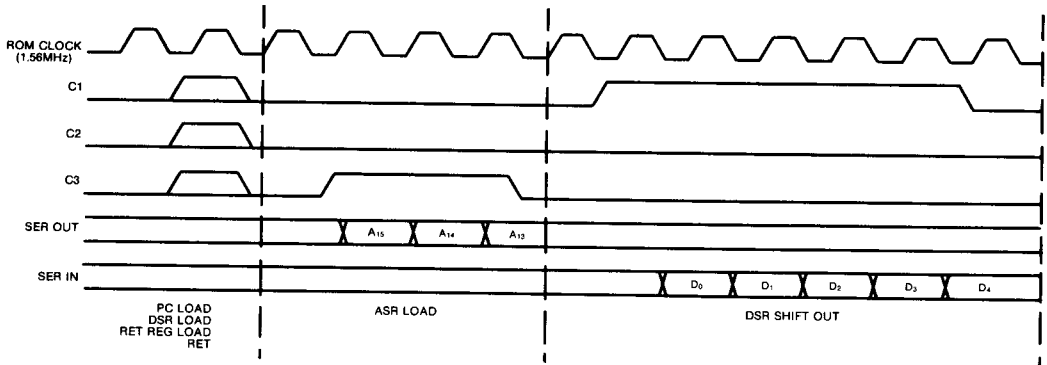 ROM CLOCK
(1.56MHz)
C1
C2
C3
SER OUT
A15 A14 A13
SER IN
D0 D1 D2 D3 D4
PC LOAD
DSR LOAD
RET REG LOAD
RET
ASR LOAD
DSR SHIFT OUT